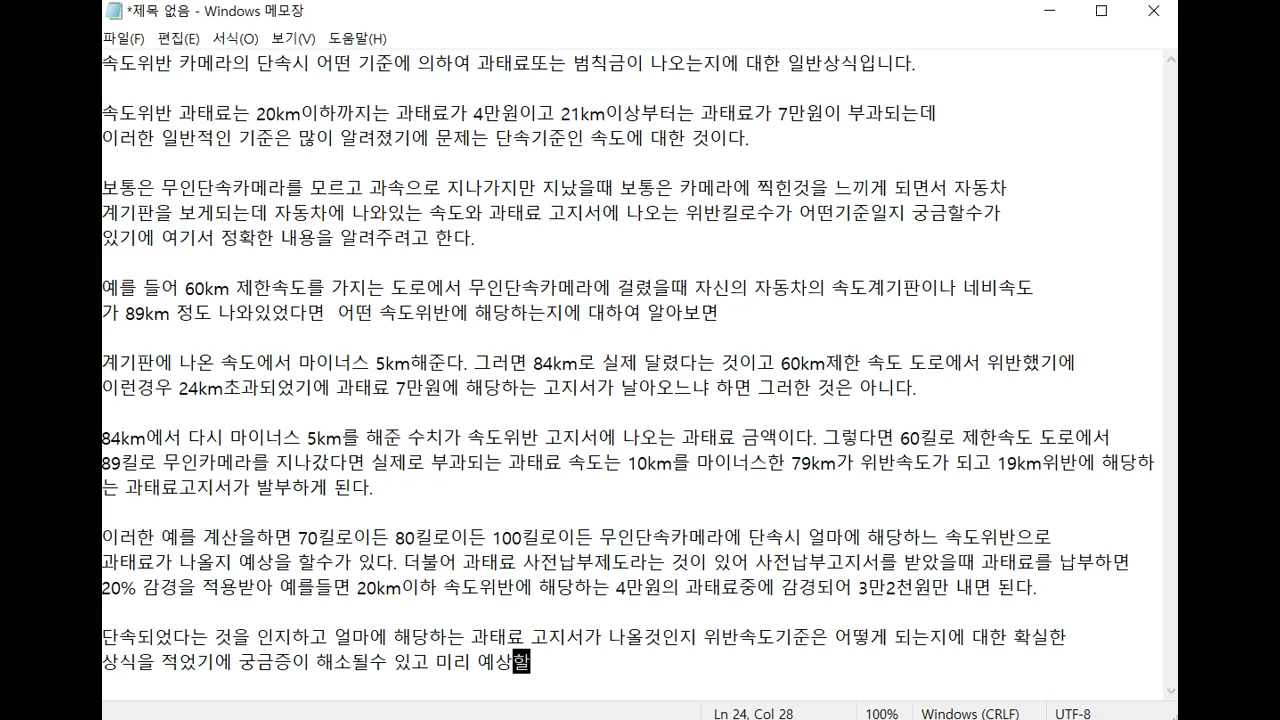 *제목 없음 - Windows 메모장
파일(F) 편집(E) 서식(O) 보기(V) 도움말(H)
속도위반 카메라의 단속시 어떤 기준에 의하여 과태료또는 범칙금이 나오는지에 대한 일반상식입니다.
속도위반 과태료는 20km이하까지는 과태료가 4만원이고 21km이상부터는 과태료가 7만원이 부과되는데
이러한 일반적인 기준은 많이 알려졌기에 문제는 단속기준인 속도에 대한 것이다.
보통은 무인단속카메라를 모르고 과속으로 지나가지만 지났을때 보통은 카메라에 찍힌것을 느끼게 되면서 자동차
계기판을 보게되는데 자동차에 나와있는 속도와 과태료 고지서에 나오는 위반킬로수가 어떤기준일지 궁금할수가
있기에 여기서 정확한 내용을 알려주려고 한다.
예를 들어 60km 제한속도를 가지는 도로에서 무인단속카메라에 걸렸을때 자신의 자동차의 속도계기판이나 네비속도
가 89km 정도 나와있었다면  어떤 속도위반에 해당하는지에 대하여 알아보면
계기판에 나온 속도에서 마이너스 5km해준다. 그러면 84km로 실제 달렸다는 것이고 60km제한 속도 도로에서 위반했기에
이런경우 24km초과되었기에 과태료 7만원에 해당하는 고지서가 날아오느냐 하면 그러한 것은 아니다.
84km에서 다시 마이너스 5km를 해준 수치가 속도위반 고지서에 나오는 과태료 금액이다. 그렇다면 60킬로 제한속도 도로에서
89킬로 무인카메라를 지나갔다면 실제로 부과되는 과태료 속도는 10km를 마이너스한 79km가 위반속도가 되고 19km위반에 해당하
는 과태료고지서가 발부하게 된다.
이러한 예를 계산을하면 70킬로이든 80킬로이든 100킬로이든 무인단속카메라에 단속시 얼마에 해당하느 속도위반으로
과태료가 나올지 예상을 할수가 있다. 더불어 과태료 사전납부제도라는 것이 있어 사전납부고지서를 받았을때 과태료를 납부하면
20% 감경을 적용받아 예를들면 20km이하 속도위반에 해당하는 4만원의 과태료중에 감경되어 3만2천원만 내면 된다.
단속되었다는 것을 인지하고 얼마에 해당하는 과태료 고지서가 나올것인지 위반속도기준은 어떻게 되는지에 대한 확실한
상식을 적었기에 궁금증이 해소될수 있고 미리 예상할
Ln 24, Col 28 100% Windows (CRLF) UTF-8